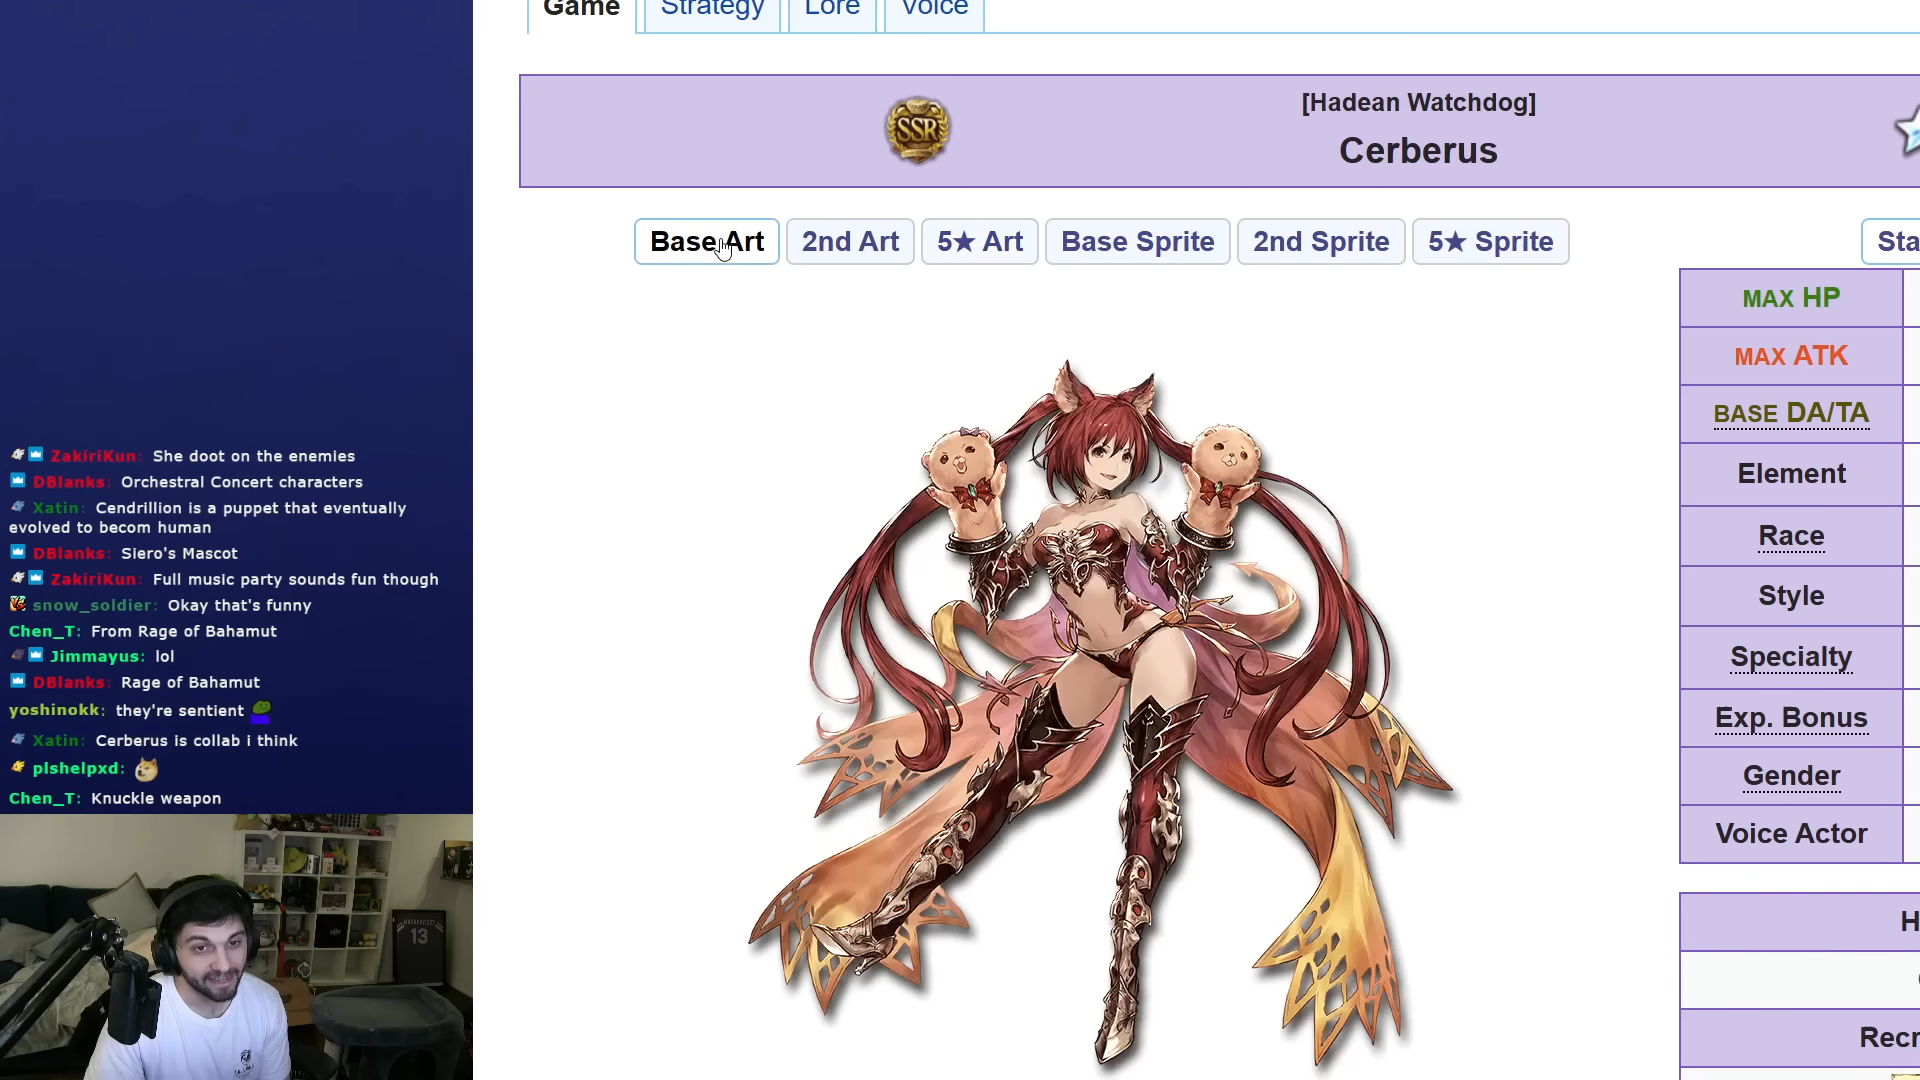 Game
Strategy
Lore
Voice
[Hadean Watchdog]
SSR
Cerberus
Base Art
2nd Art
5★ Art
Base Sprite
2nd Sprite
5★ Sprite
Sta
MAX HP
MAX ATK
BASE DA/TA
Element
Race
Style
Specialty
Exp. Bonus
Gender
Voice Actor
H
Recr
ZakiriKun: She doot on the enemies
DBlanks: Orchestral Concert characters
Xatin: Cendrillion is a puppet that eventually
evolved to becom human
DBlanks: Siero's Mascot
ZakiriKun: Full music party sounds fun though
snow_soldier: Okay that's funny
Chen_T: From Rage of Bahamut
Jimmayus: lol
DBlanks: Rage of Bahamut
yoshinokk: they're sentient
Xatin: Cerberus is collab i think
plshelpxd:
Chen_T: Knuckle weapon
13